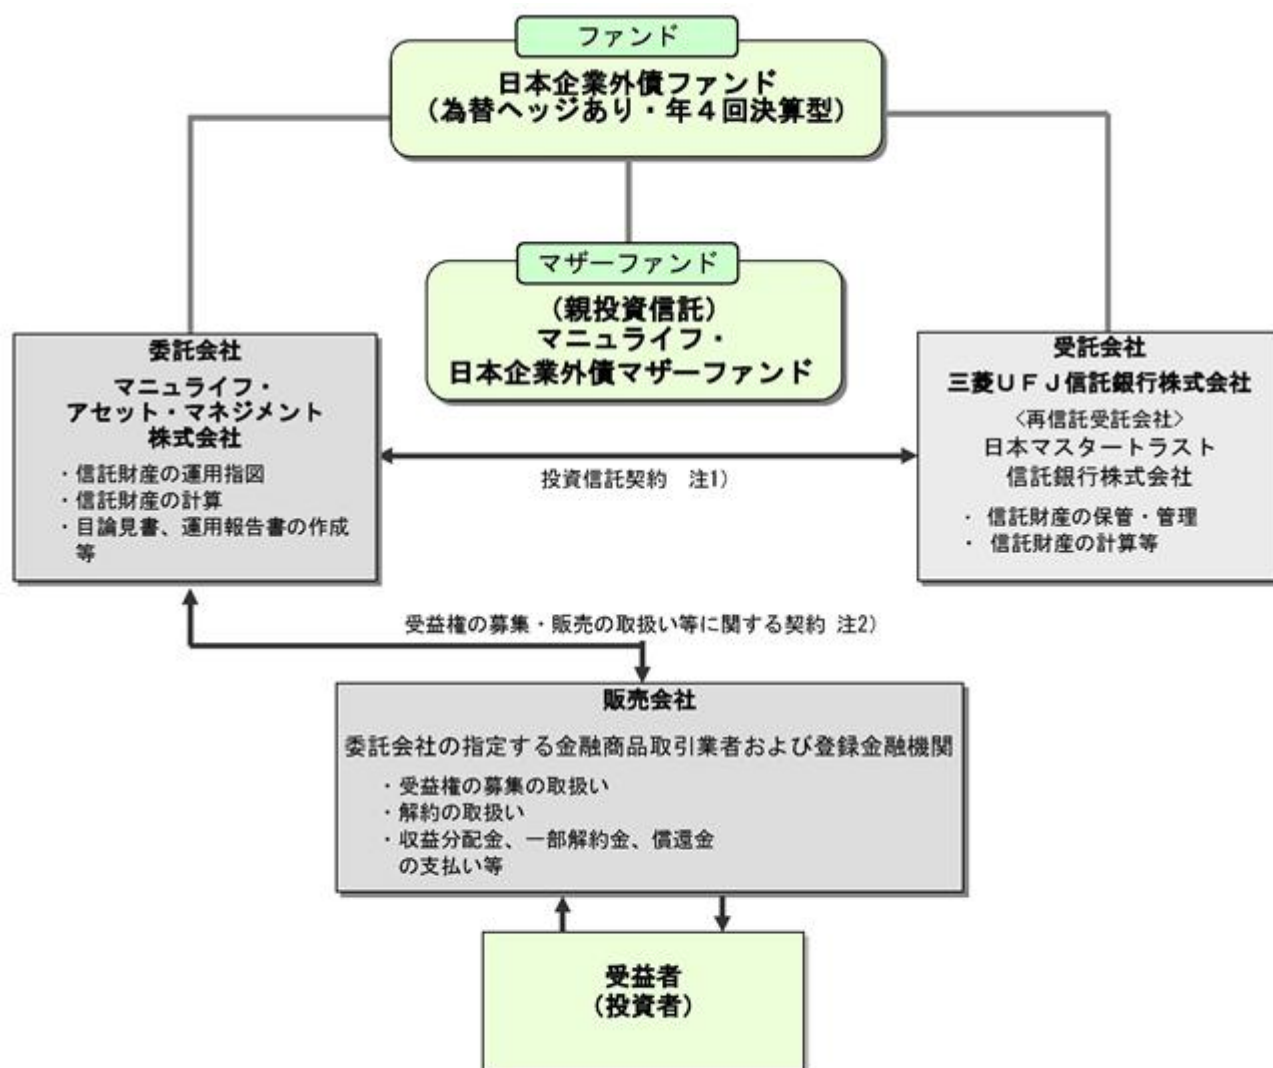 ファンド
日本企業外債ファンド
（為替ヘッジあり・年４回決算型）
マザーファンド
（親投資信託）
マニュライフ・
日本企業外債マザーファンド
委託会社
マニュライフ・
アセット・マネジメント
株式会社
・信託財産の運用指図
・信託財産の計算
・目論見書、運用報告書の作成
等
受託会社
三菱ＵＦＪ信託銀行株式会社
〈再信託受託会社〉
日本マスタートラスト
信託銀行株式会社
・ 信託財産の保管・管理
・ 信託財産の計算等
投資信託契約　注1）
受益権の募集・販売の取扱い等に関する契約 注2）
販売会社
委託会社の指定する金融商品取引業者および登録金融機関
・受益権の募集の取扱い
・解約の取扱い
・収益分配金、一部解約金、償還金
の支払い等
受益者
（投資者）